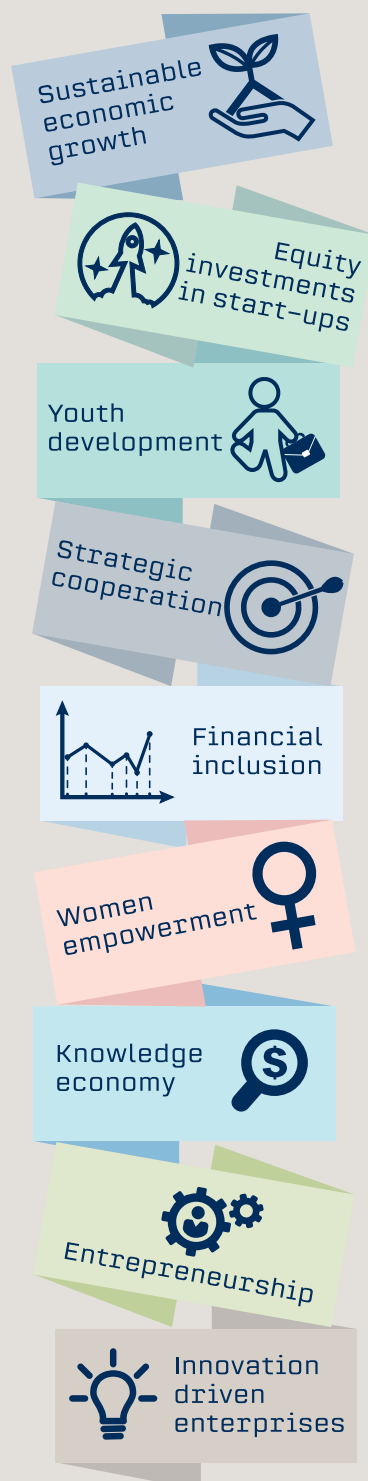 Sustainable
economic
growth
Equity
investments
in start-ups
Youth
development
Strategic
cooperation
Financial
inclusion
Women
empowerment
Knowledge
economy
$
Entrepreneurship
Innovation
driven
enterprises